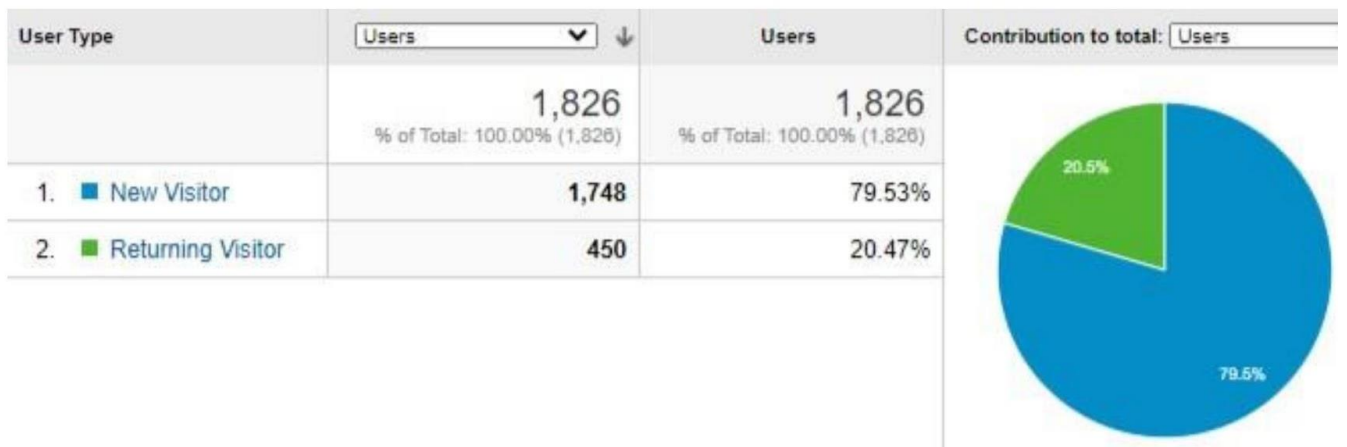 User Type Users Users Contribution to total: Users
1,826 1,826
% of Total: 100.00% (1,826) % of Total: 100.00% (1,826)
1. New Visitor 1,748 79.53%
2. Returning Visitor 450 20.47%
20.5%
79.5%